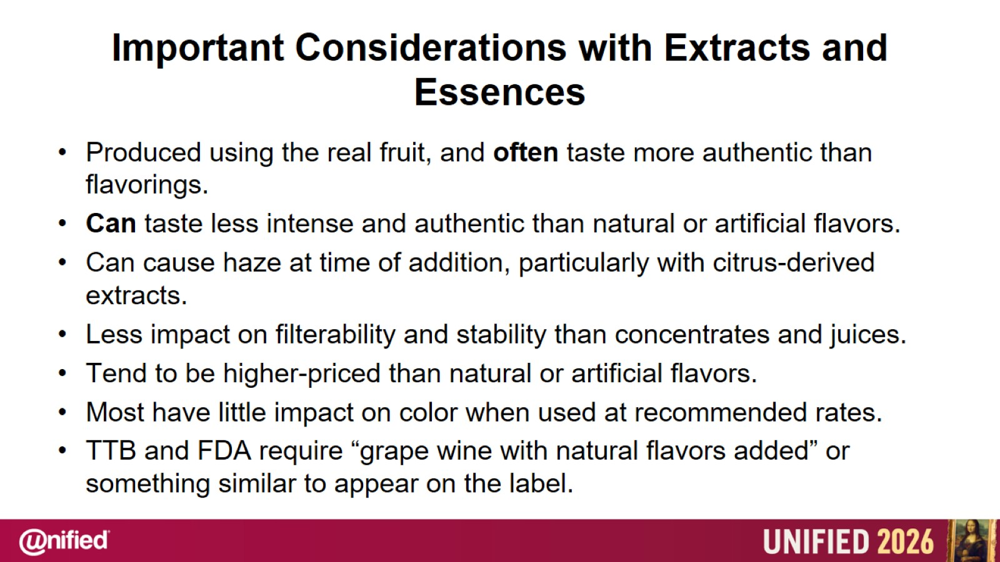 Important Considerations with Extracts and
Essences
• Produced using the real fruit, and often taste more authentic than
flavorings.
• Can taste less intense and authentic than natural or artificial flavors.
• Can cause haze at time of addition, particularly with citrus-derived
extracts.
• Less impact on filterability and stability than concentrates and juices.
• Tend to be higher-priced than natural or artificial flavors.
• Most have little impact on color when used at recommended rates.
• TTB and FDA require “grape wine with natural flavors added” or
something similar to appear on the label.
unified
UNIFIED 2026